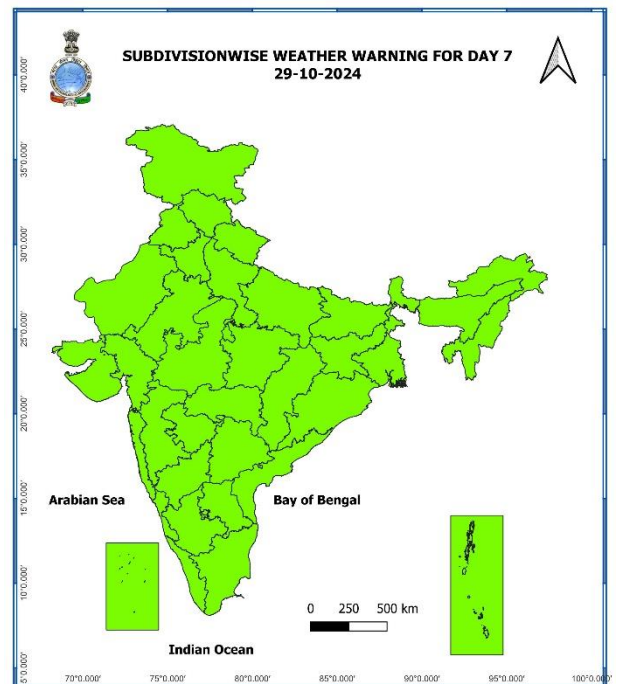 SUBDIVISIONWISE WEATHER WARNING FOR DAY 7
29-10-2024
40°0.000'
35°0.000'
30°0.000'
25°0.000'
20°0.000'
15°0.000'
10°0.000'
5°0.000'
Arabian Sea
Bay of Bengal
0 250 500 km
Indian Ocean
70°0.000' 75°0.000' 80°0.000' 85°0.000' 90°0.000' 95°0.000' 100°0.000'